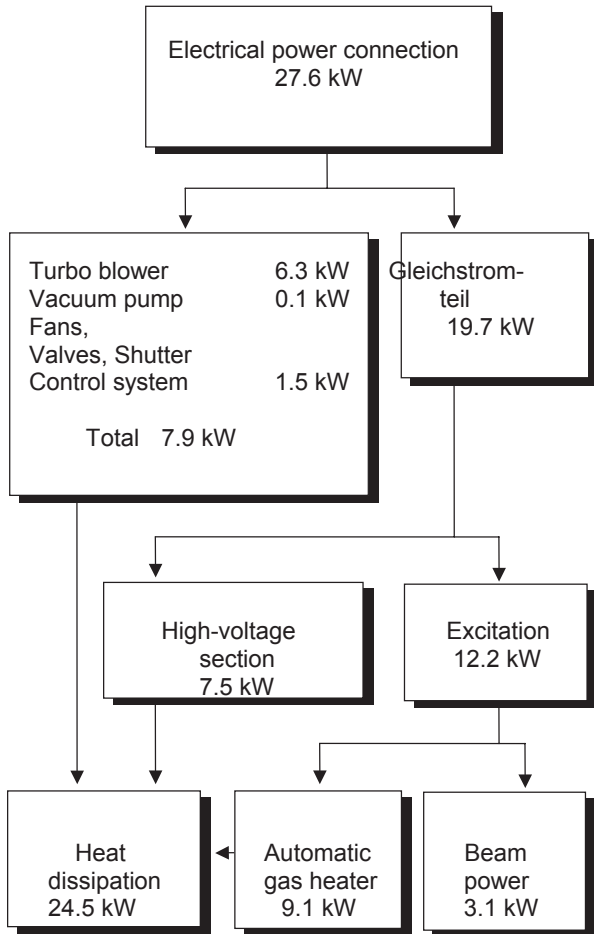 Electrical power connection
27.6 kW
Turbo blower 6.3 kW
Vacuum pump 0.1 kW
Fans,
Valves, Shutter
Control system 1.5 kW
Total 7.9 kW
Gleichstrom-
teil
19.7 kW
High-voltage
section
7.5 kW
Excitation
12.2 kW
Heat
dissipation
24.5 kW
Automatic
gas heater
9.1 kW
Beam
power
3.1 kW